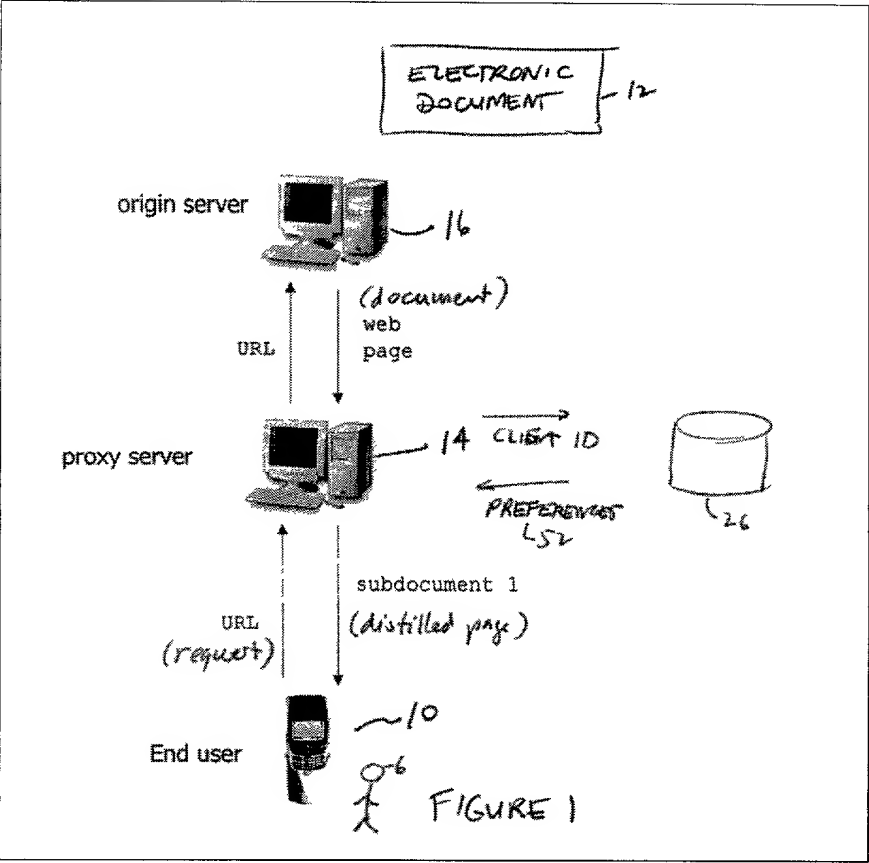 ELECTRONIC
DOCUMENT
12
origin server
16
(document)
web
page
URL
14
CLIENT ID
proxy server
PREFERENCES
52
26
subdocument 1
(distilled page)
URL
(request)
10
End user
6
FIGURE 1